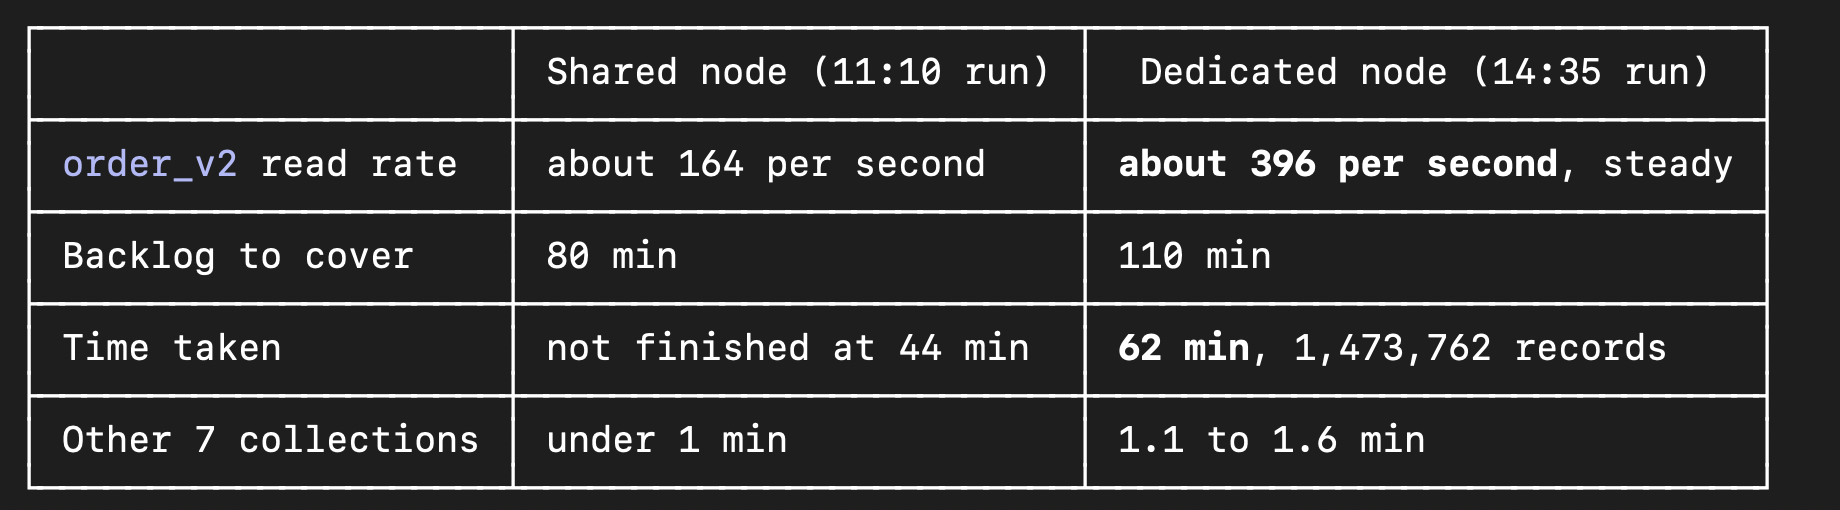 Shared node (11:10 run) Dedicated node (14:35 run)
order_v2 read rate about 164 per second about 396 per second, steady
Backlog to cover 80 min 110 min
Time taken not finished at 44 min 62 min, 1,473,762 records
Other 7 collections under 1 min 1.1 to 1.6 min